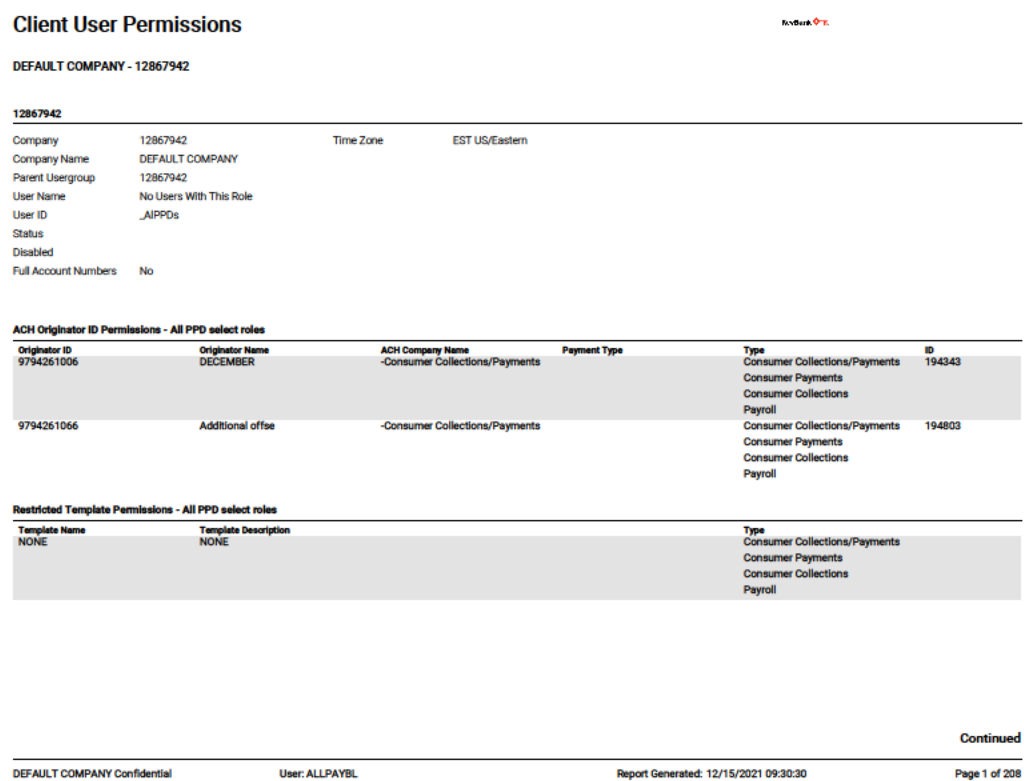 Client User Permissions
KeyBank
DEFAULT COMPANY - 12867942
12867942
Company 12867942 Time Zone EST US/Eastern
Company Name DEFAULT COMPANY
Parent Usergroup 12867942
User Name No Users With This Role
User ID _AlPPDs
Status
Disabled
Full Account Numbers No
ACH Originator ID Permissions - All PPD select roles
Originator ID Originator Name ACH Company Name Payment Type Type ID
9794261006 DECEMBER -Consumer Collections/Payments Consumer Collections/Payments 194343
Consumer Payments
Consumer Collections
Payroll
9794261066 Additional offse -Consumer Collections/Payments Consumer Collections/Payments 194803
Consumer Payments
Consumer Collections
Payroll
Restricted Template Permissions - All PPD select roles
Template Name Template Description Type
NONE NONE Consumer Collections/Payments
Consumer Payments
Consumer Collections
Payroll
Continued
DEFAULT COMPANY Confidential User: ALLPAYBL Report Generated: 12/15/2021 09:30:30 Page 1 of 208